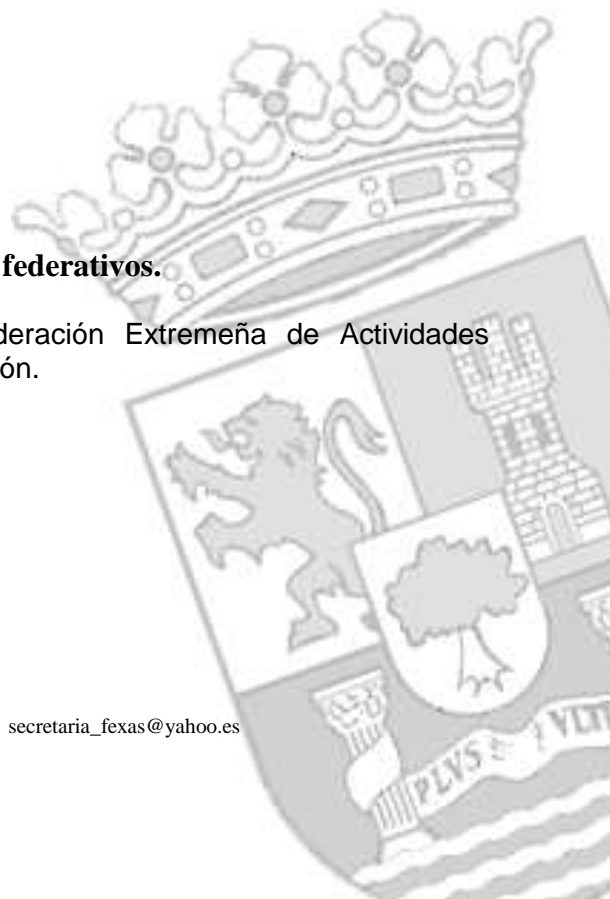 federativos.
deración Extremeña de Actividades
ón.
secretaria_fexas@yahoo.es
PLVS VLT